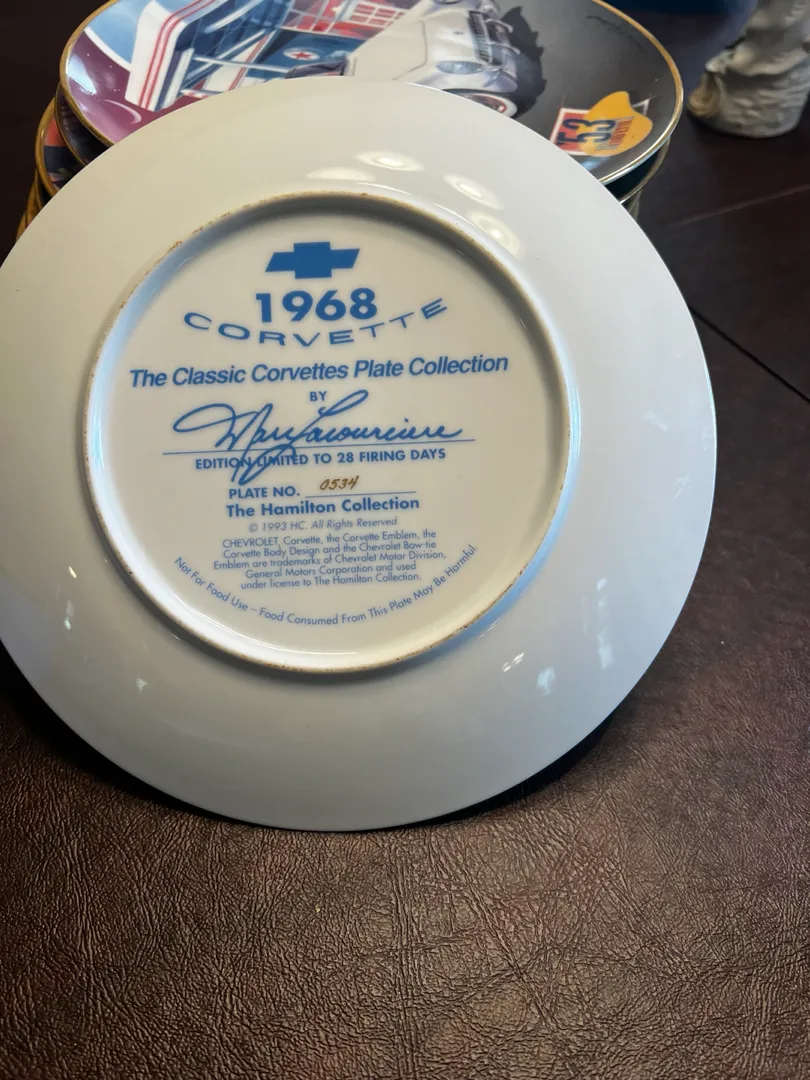 '53
1968
CORVETTE
The Classic Corvettes Plate Collection
BY
EDITION LIMITED TO 28 FIRING DAYS
PLATE NO. 0534
The Hamilton Collection
© 1993 HC. All Rights Reserved.
CHEVROLET, Corvette, the Corvette Emblem, the
Corvette Body Design and the Chevrolet Bow-tie
Emblem are trademarks of Chevrolet Motor Division,
General Motors Corporation and used
under license to The Hamilton Collection.
Not For Food Use – Food Consumed From This Plate May Be Harmful.